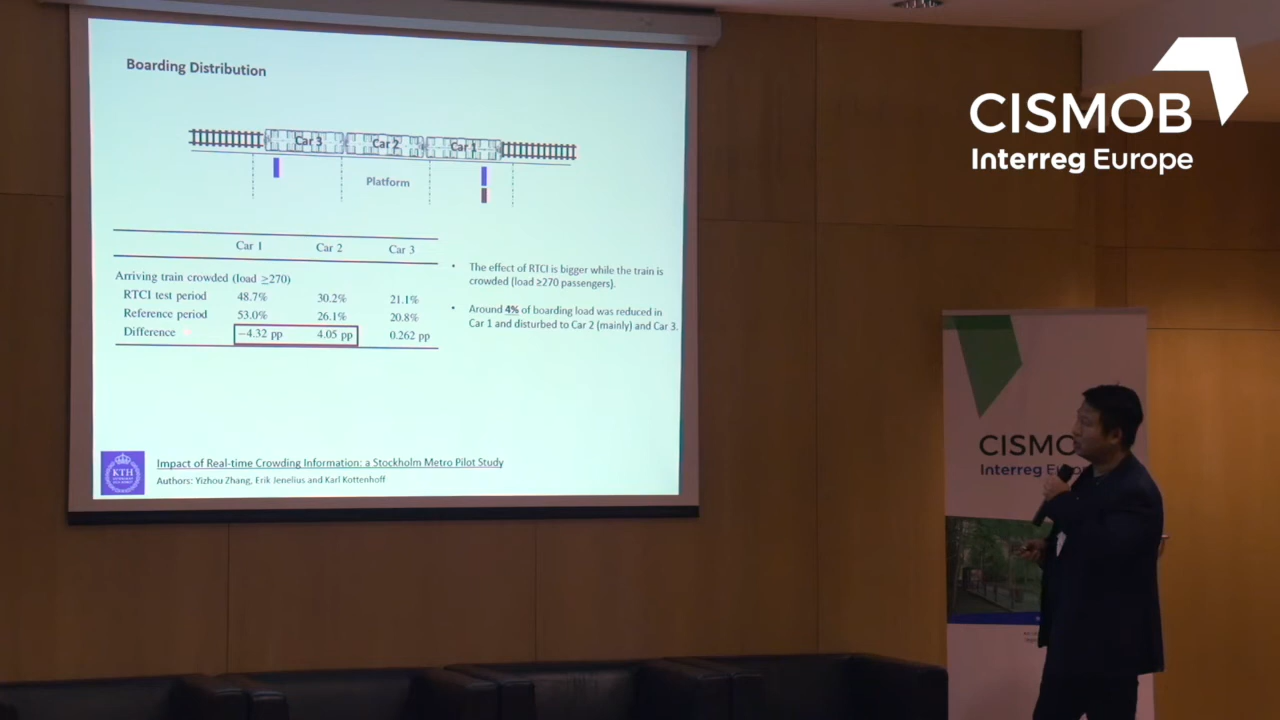 Boarding Distribution
Car 3
Car 2
Car 1
Platform
Car 1 Car 2 Car 3
Arriving train crowded (load ≥270)
RTCI test period 48.7% 30.2% 21.1%
Reference period 53.0% 26.1% 20.8%
Difference −4.32 pp 4.05 pp 0.262 pp
• The effect of RTCI is bigger while the train is
crowded (load ≥270 passengers).
• Around 4% of boarding load was reduced in
Car 1 and disturbed to Car 2 (mainly) and Car 3.
KTH
Impact of Real-time Crowding Information: a Stockholm Metro Pilot Study
Authors: Yizhou Zhang, Erik Jenelius and Karl Kottenhoff
CISMOB
Interreg Europe
CISMO
Interreg Euro